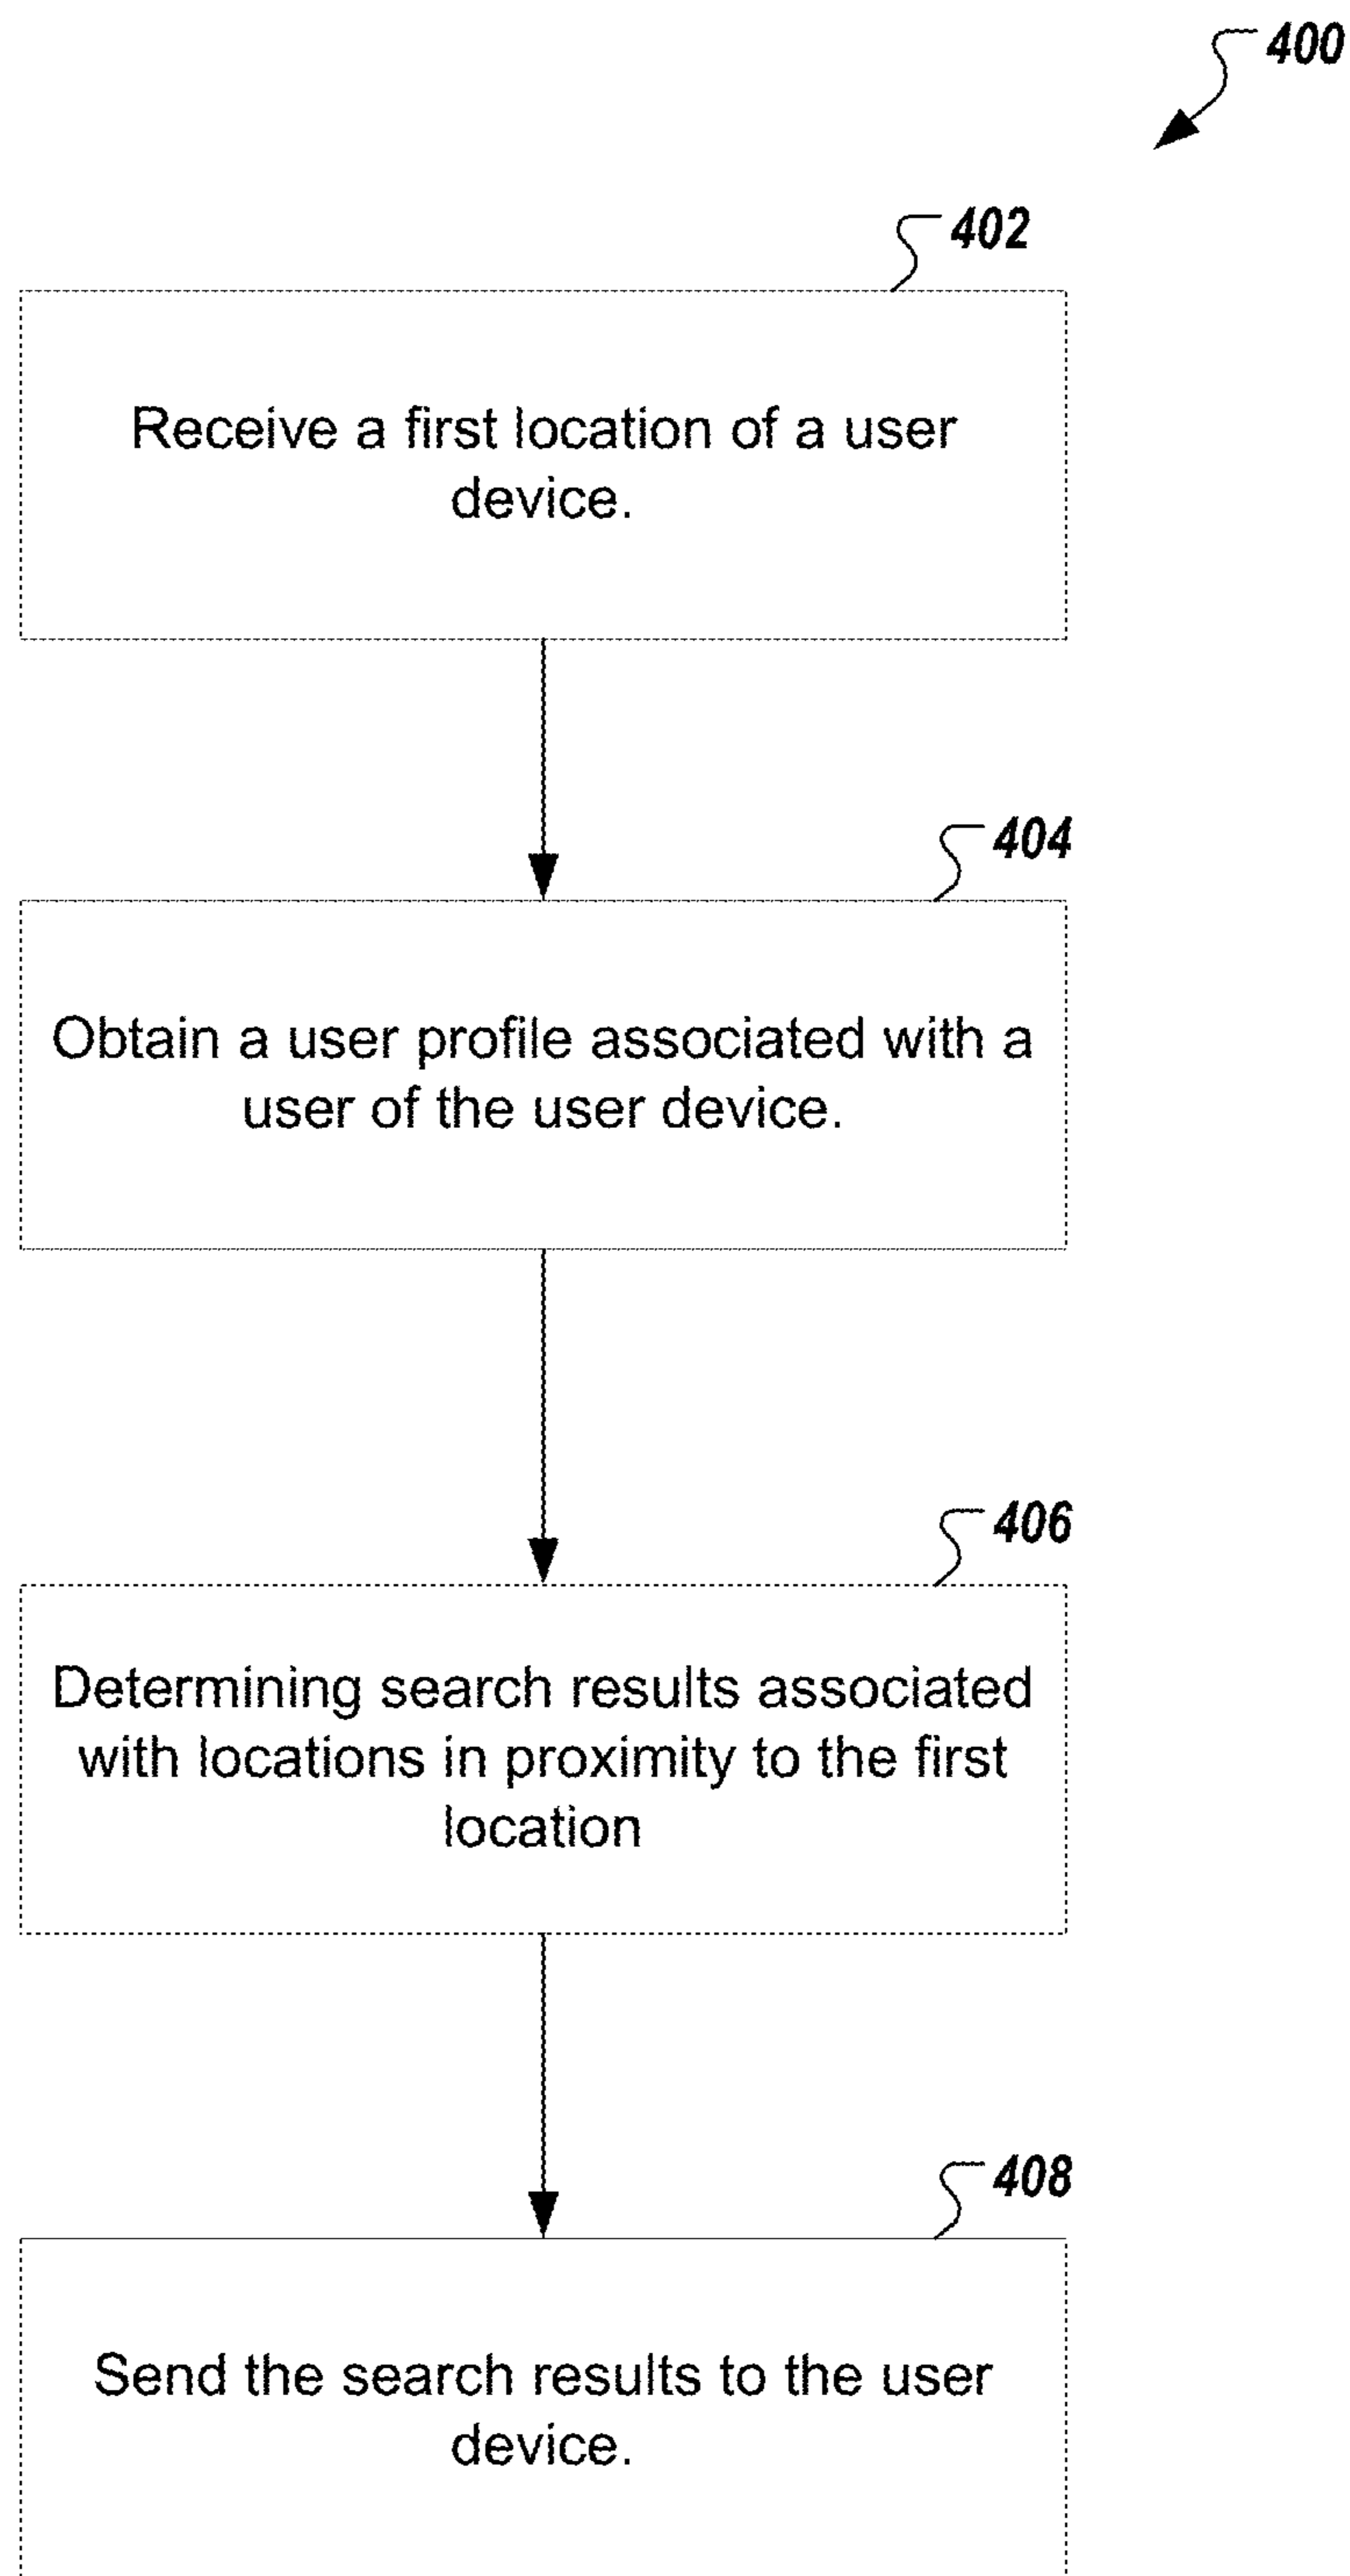 400
402
Receive a first location of a user
device.
404
Obtain a user profile associated with a
user of the user device.
406
Determining search results associated
with locations in proximity to the first
location
408
Send the search results to the user
device.